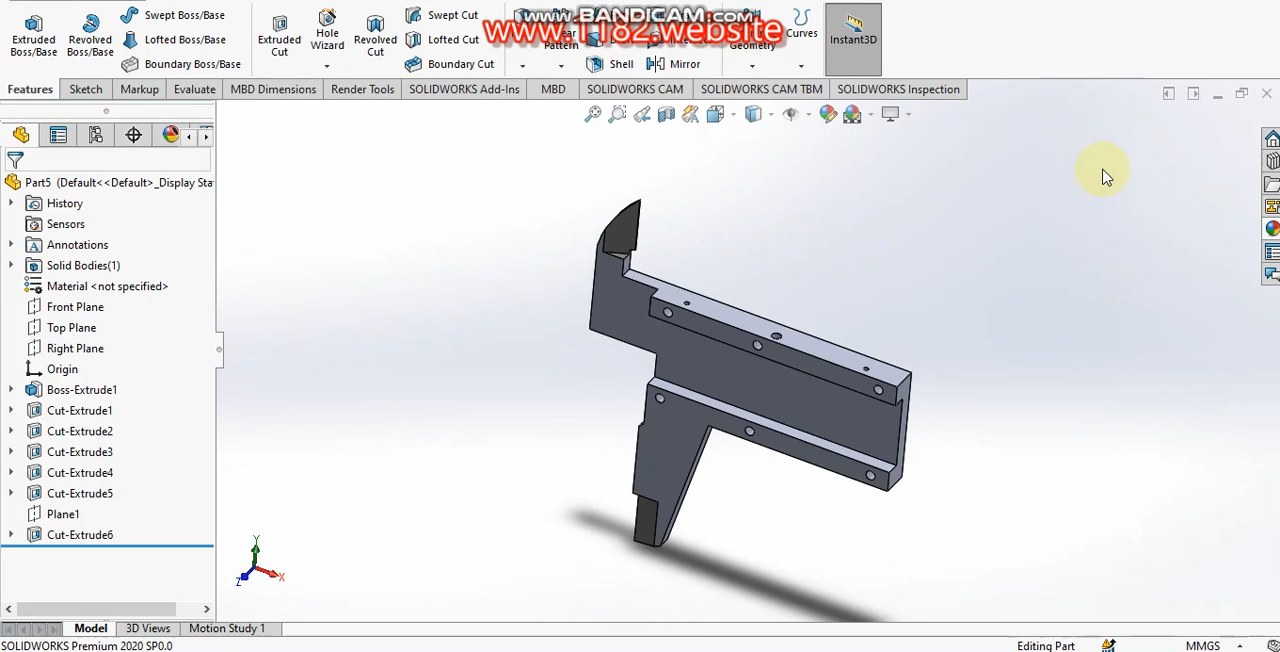 www.BANDICAM.com
www.1182.website
Extruded Boss/Base
Revolved Boss/Base
Swept Boss/Base
Lofted Boss/Base
Boundary Boss/Base
Extruded Cut
Hole Wizard
Revolved Cut
Swept Cut
Lofted Cut
Boundary Cut
Pattern
Shell
Mirror
Geometry
Curves
Instant3D
Features
Sketch
Markup
Evaluate
MBD Dimensions
Render Tools
SOLIDWORKS Add-Ins
MBD
SOLIDWORKS CAM
SOLIDWORKS CAM TBM
SOLIDWORKS Inspection
Part5 (Default<<Default>_Display Sta
History
Sensors
Annotations
Solid Bodies(1)
Material <not specified>
Front Plane
Top Plane
Right Plane
Origin
Boss-Extrude1
Cut-Extrude1
Cut-Extrude2
Cut-Extrude3
Cut-Extrude4
Cut-Extrude5
Plane1
Cut-Extrude6
Y
X
Z
Model
3D Views
Motion Study 1
SOLIDWORKS Premium 2020 SP0.0
Editing Part
MMGS